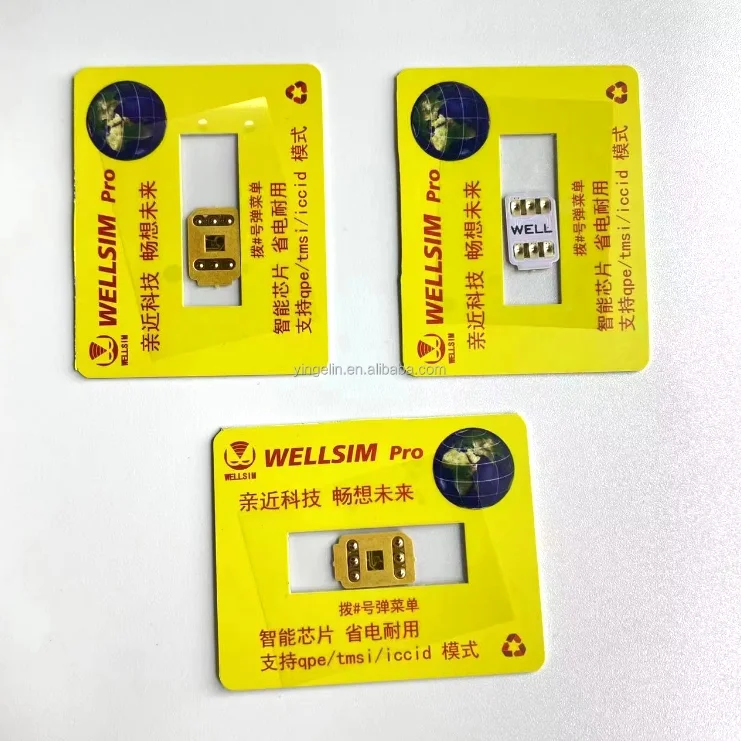 WELLSIM Pro
亲近科技 畅想未来
WELLSIM
拨#号弹菜单
智能芯片 省电耐用
支持qpe/tmsi/iccid 模式
WELLSIM Pro
亲近科技 畅想未来
WELLSIM
WELL
拨#号弹菜单
智能芯片 省电耐用
支持qpe/tmsi/iccid 模式
yingelin.en.alibaba.com
WELLSIM Pro
WELLSIM
亲近科技 畅想未来
拨#号弹菜单
智能芯片 省电耐用
支持qpe/tmsi/iccid 模式